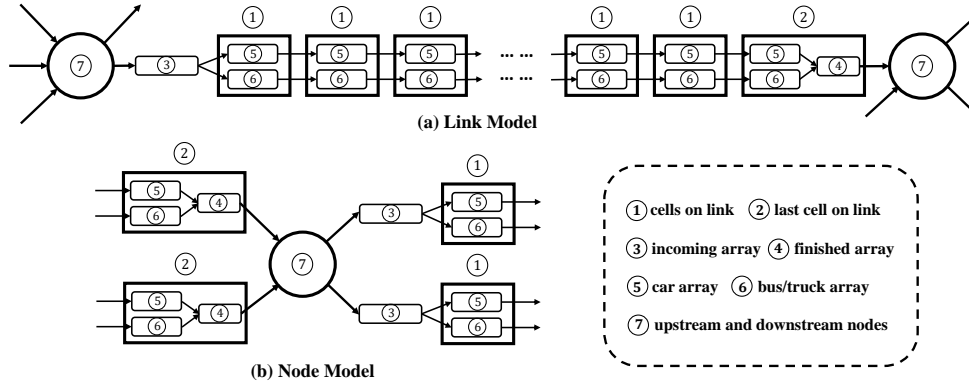 ① ① ① ① ① ②
⑤ ⑤ ⑤ ⑤ ⑤ ⑤
⑦ ③ ... ... ④ ⑦
⑥ ⑥ ⑥ ... ... ⑥ ⑥ ⑥
(a) Link Model
② ①
⑤ ④ ③ ⑤
⑥ ⑥
⑦
② ①
⑤ ④ ③ ⑤
⑥ ⑥
(b) Node Model
① cells on link ② last cell on link
③ incoming array ④ finished array
⑤ car array ⑥ bus/truck array
⑦ upstream and downstream nodes